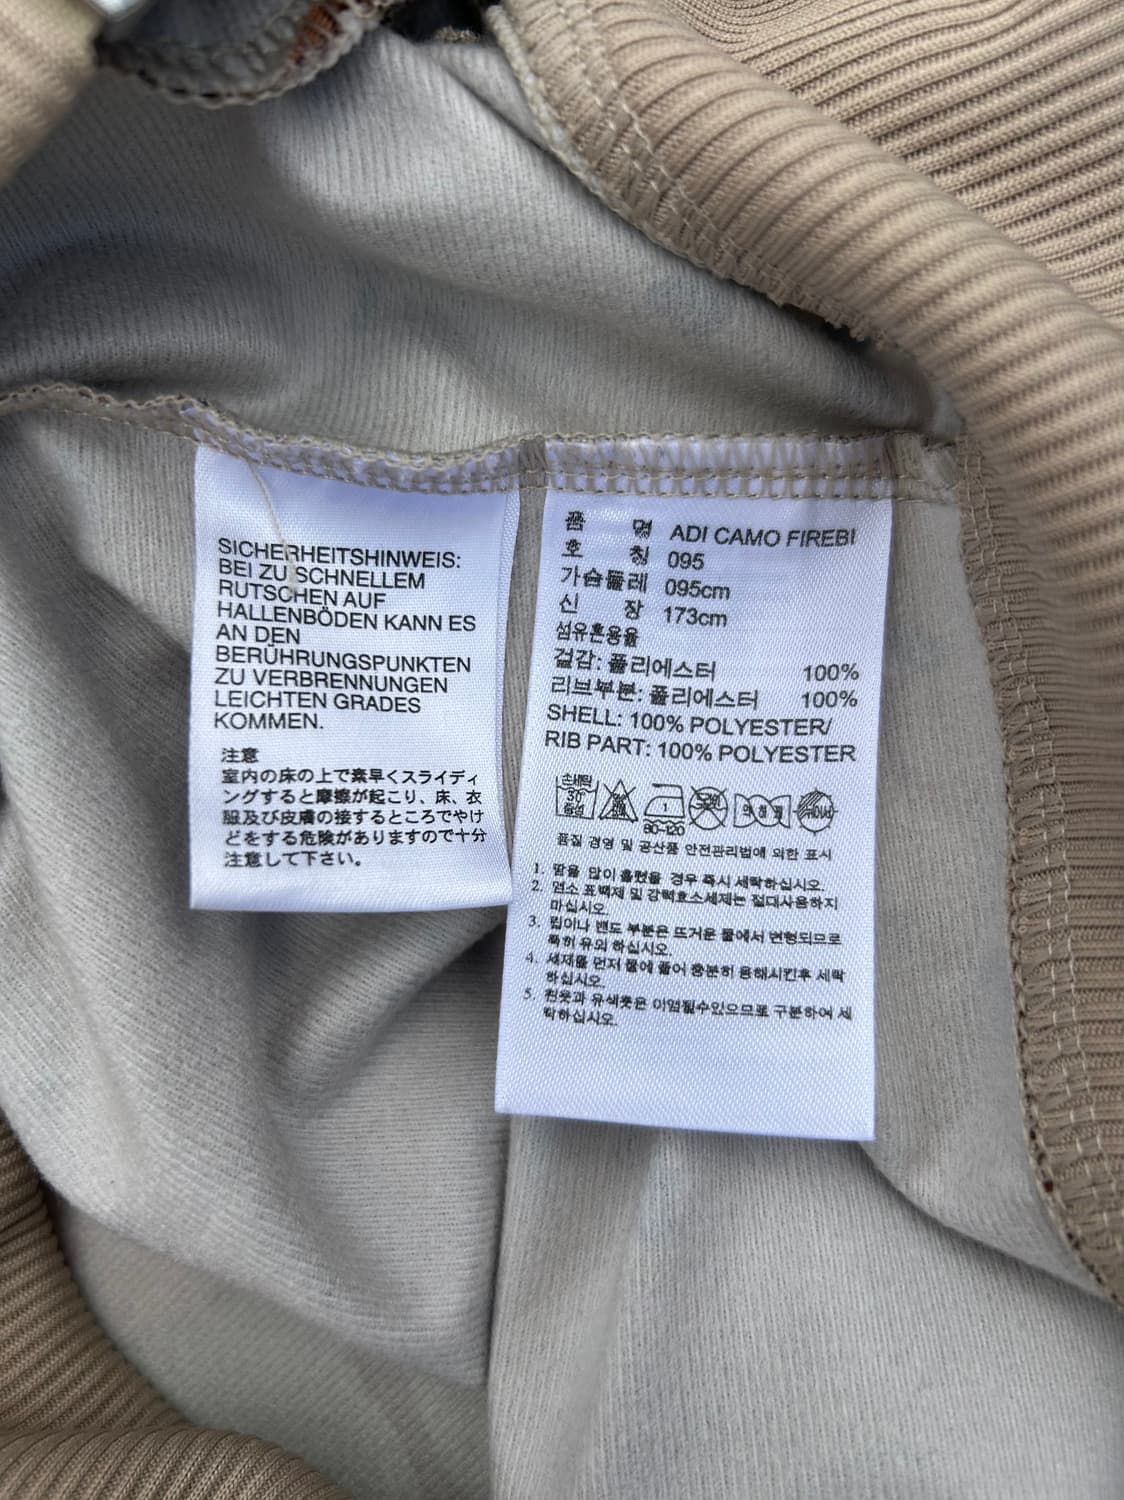 SICHERHEITSHINWEIS:
BEI ZU SCHNELLEM
RUTSCHEN AUF
HALLENBÖDEN KANN ES
AN DEN
BERÜHRUNGSPUNKTEN
ZU VERBRENNUNGEN
LEICHTEN GRADES
KOMMEN.
注意
室内の床の上で素早くスライディ
ングすると摩擦が起こり、床、衣
服及び皮膚の接するところでやけ
どをする危険がありますので十分
注意して下さい。
품 명 ADI CAMO FIREBI
호 칭 095
가슴둘레 095cm
신 장 173cm
섬유혼용율
겉감: 폴리에스터 100%
리브부분: 폴리에스터 100%
SHELL: 100% POLYESTER/
RIB PART: 100% POLYESTER
손세탁
30°
중성
1
80-120
약하게
품질 경영 및 공산품 안전관리법에 의한 표시
1. 땀을 많이 흘렸을 경우 즉시 세탁하십시오.
2. 염소 표백제 및 강력효소세제는 절대사용하지
마십시오.
3. 립이나 밴드 부분은 뜨거운 물에서 변형되므로
특히 유의 하십시오.
4. 세제를 먼저 물에 풀어 충분히 용해시킨후 세탁
하십시오.
5. 흰옷과 유색옷은 이염될수있으므로 구분하여 세
탁하십시오.